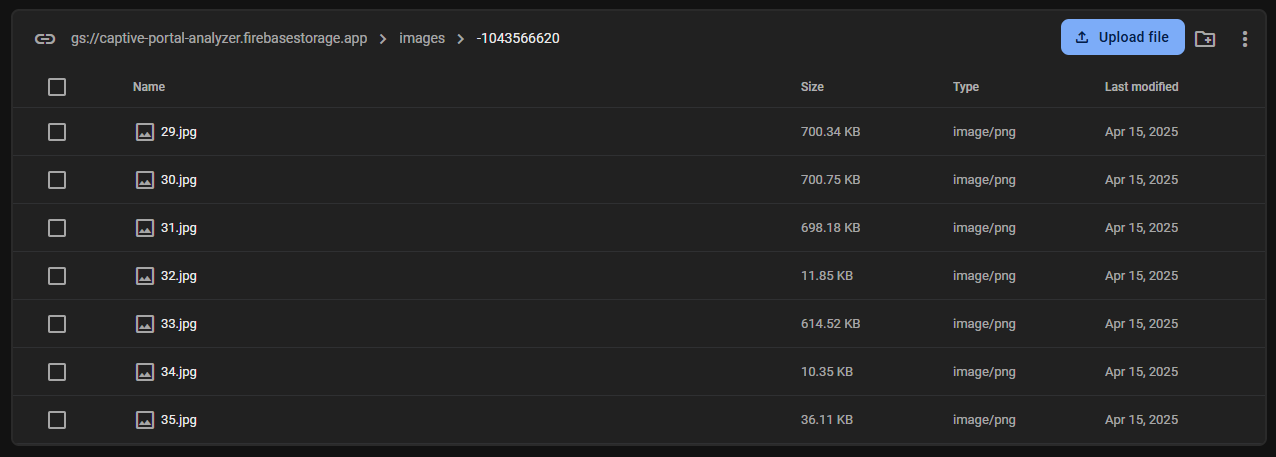 gs://captive-portal-analyzer.firebasestorage.app > images > -1043566620 Upload file
Name Size Type Last modified
29.jpg 700.34 KB image/png Apr 15, 2025
30.jpg 700.75 KB image/png Apr 15, 2025
31.jpg 698.18 KB image/png Apr 15, 2025
32.jpg 11.85 KB image/png Apr 15, 2025
33.jpg 614.52 KB image/png Apr 15, 2025
34.jpg 10.35 KB image/png Apr 15, 2025
35.jpg 36.11 KB image/png Apr 15, 2025